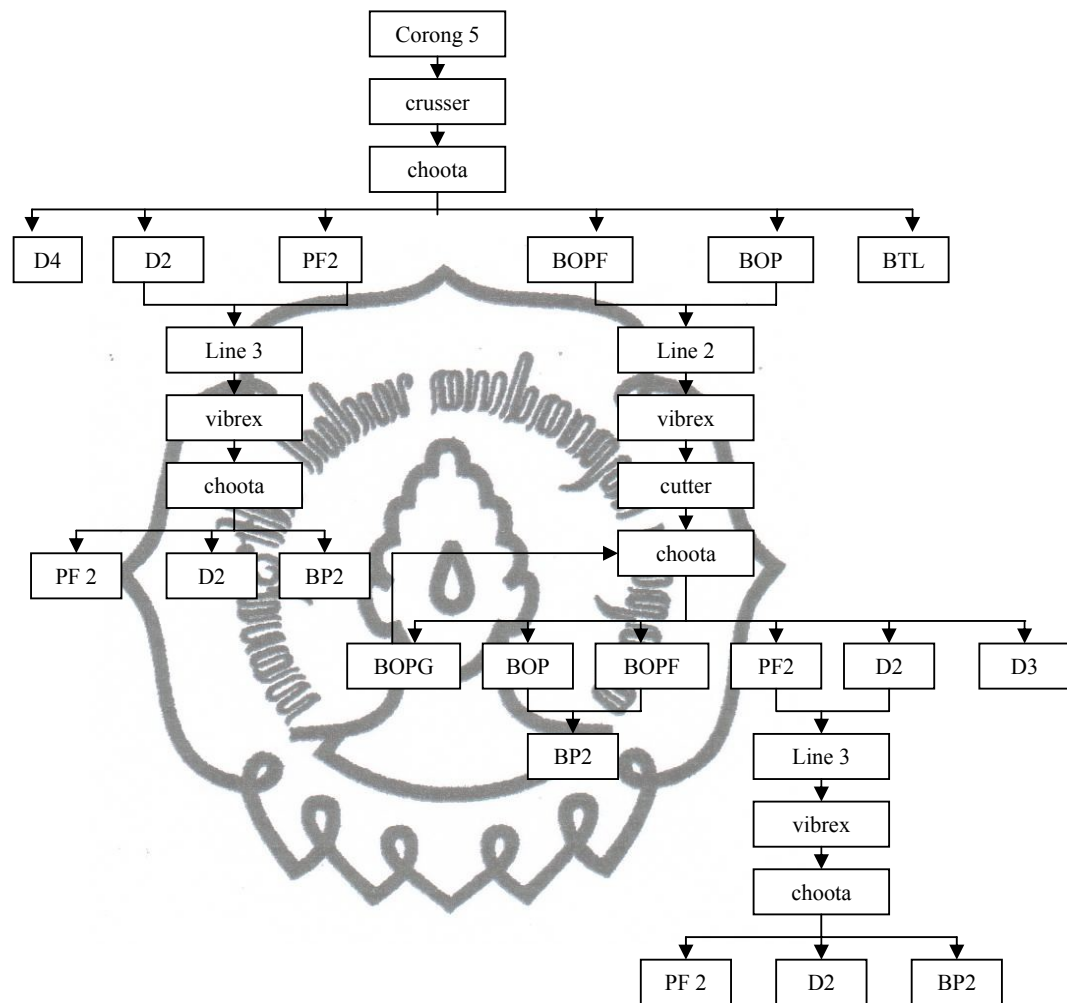 Corong 5
crusser
choota
D4 D2 PF2 BOPF BOP BTL
Line 3 Line 2
vibrex vibrex
choota cutter
PF 2 D2 BP2 choota
BOPG BOP BOPF PF2 D2 D3
BP2 Line 3
vibrex
choota
PF 2 D2 BP2